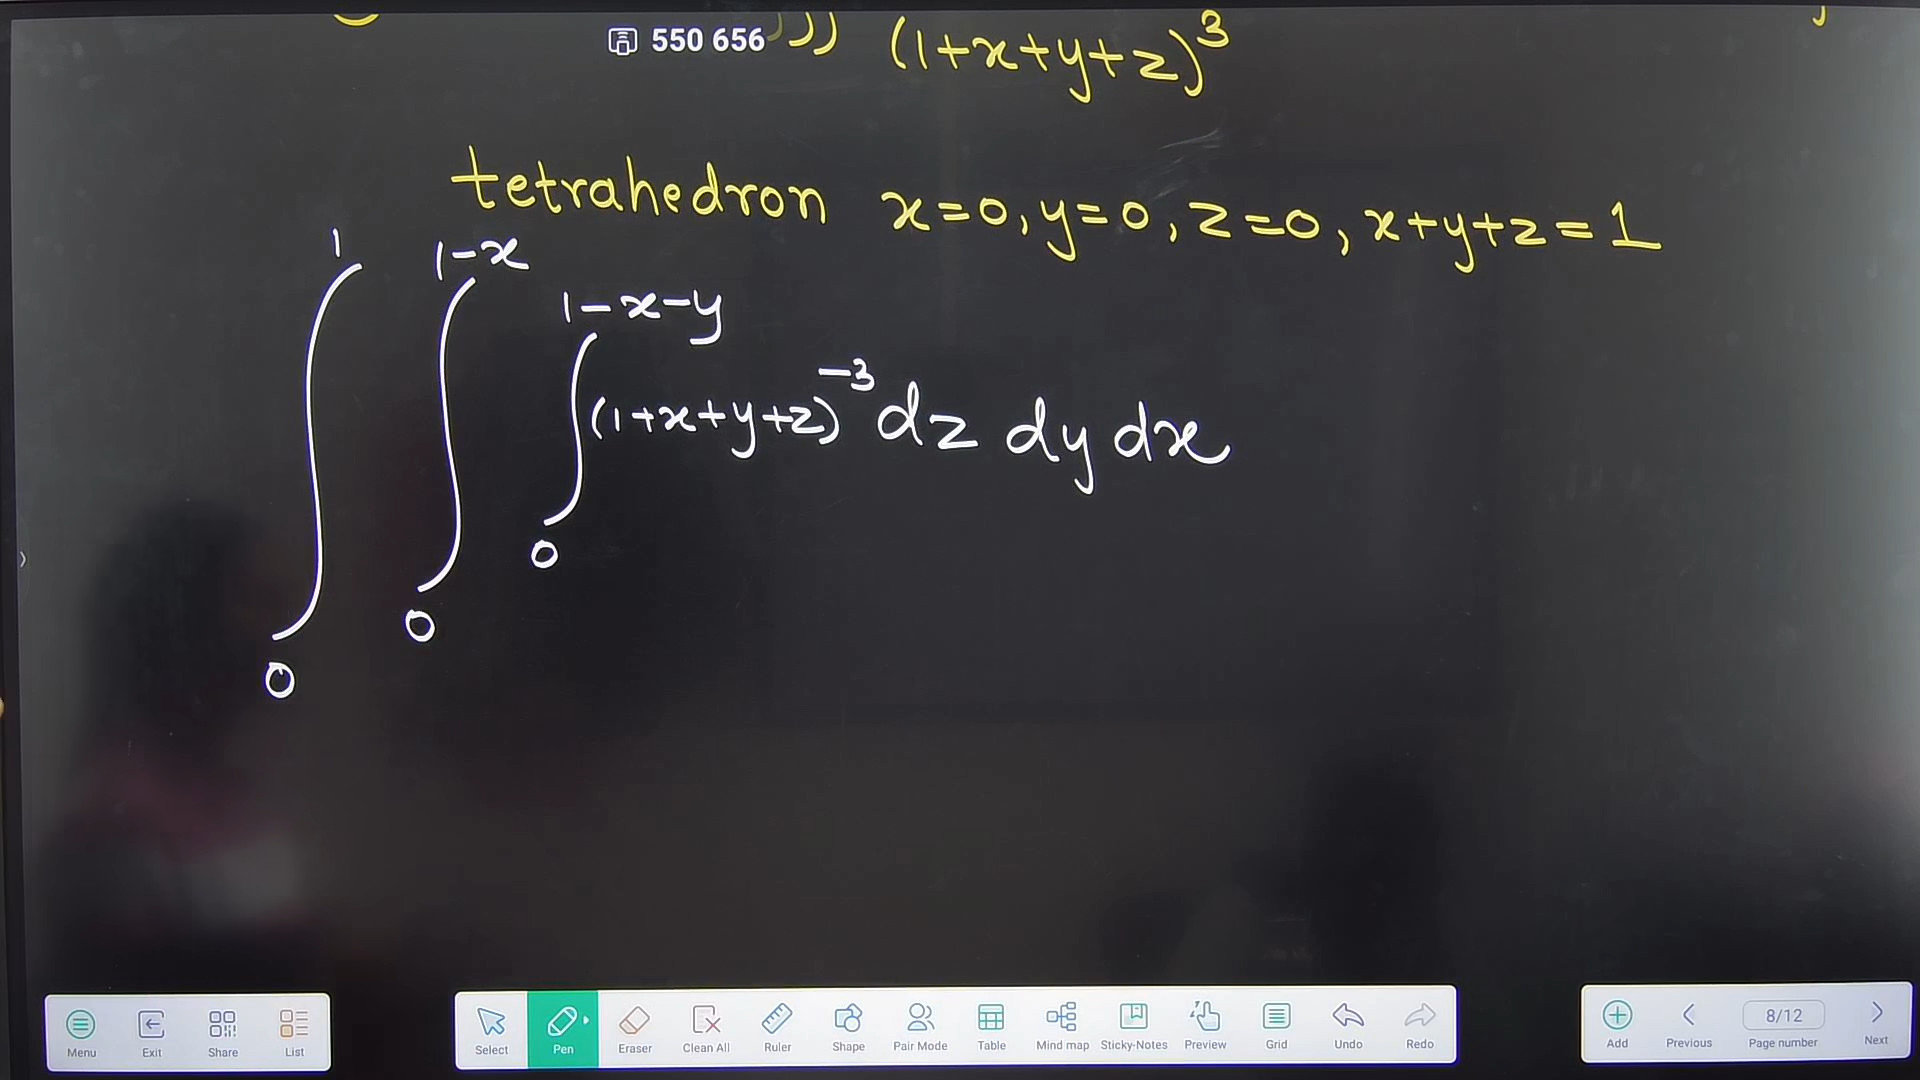 550 656
(1+x+y+z)³
tetrahedron x=0, y=0, z=0, x+y+z=1
∫₀¹ ∫₀^(1-x) ∫₀^(1-x-y) (1+x+y+z)⁻³ dz dy dx
Menu Exit Share List Select Pen Eraser Clean All Ruler Shape Pair Mode Table Mind map Sticky-Notes Preview Grid Undo Redo Add Previous 8/12 Page number Next